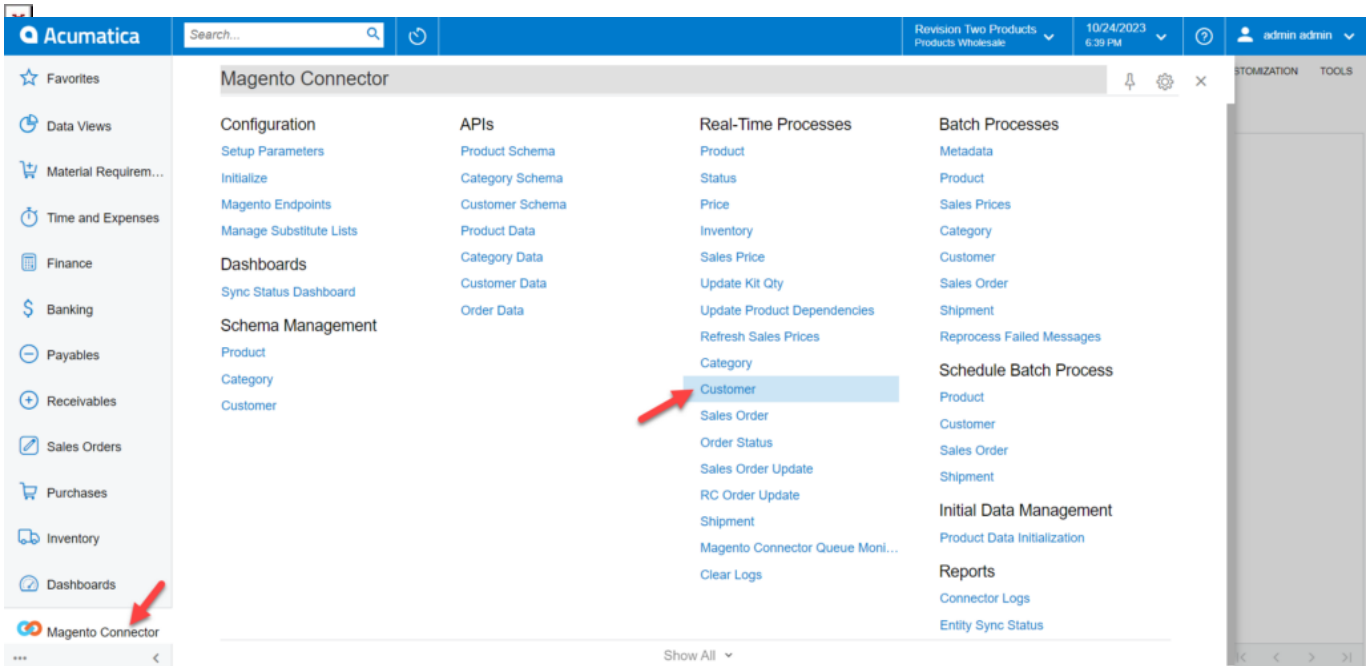 Acumatica
Search...
Revision Two Products
Products Wholesale
10/24/2023
6:39 PM
admin admin
Favorites
Data Views
Material Requirem...
Time and Expenses
Finance
Banking
Payables
Receivables
Sales Orders
Purchases
Inventory
Dashboards
Magento Connector
Magento Connector
STOMIZATION
TOOLS
Configuration
Setup Parameters
Initialize
Magento Endpoints
Manage Substitute Lists
Dashboards
Sync Status Dashboard
Schema Management
Product
Category
Customer
APIs
Product Schema
Category Schema
Customer Schema
Product Data
Category Data
Customer Data
Order Data
Real-Time Processes
Product
Status
Price
Inventory
Sales Price
Update Kit Qty
Update Product Dependencies
Refresh Sales Prices
Category
Customer
Sales Order
Order Status
Sales Order Update
RC Order Update
Shipment
Magento Connector Queue Moni...
Clear Logs
Batch Processes
Metadata
Product
Sales Prices
Category
Customer
Sales Order
Shipment
Reprocess Failed Messages
Schedule Batch Process
Product
Customer
Sales Order
Shipment
Initial Data Management
Product Data Initialization
Reports
Connector Logs
Entity Sync Status
Show All